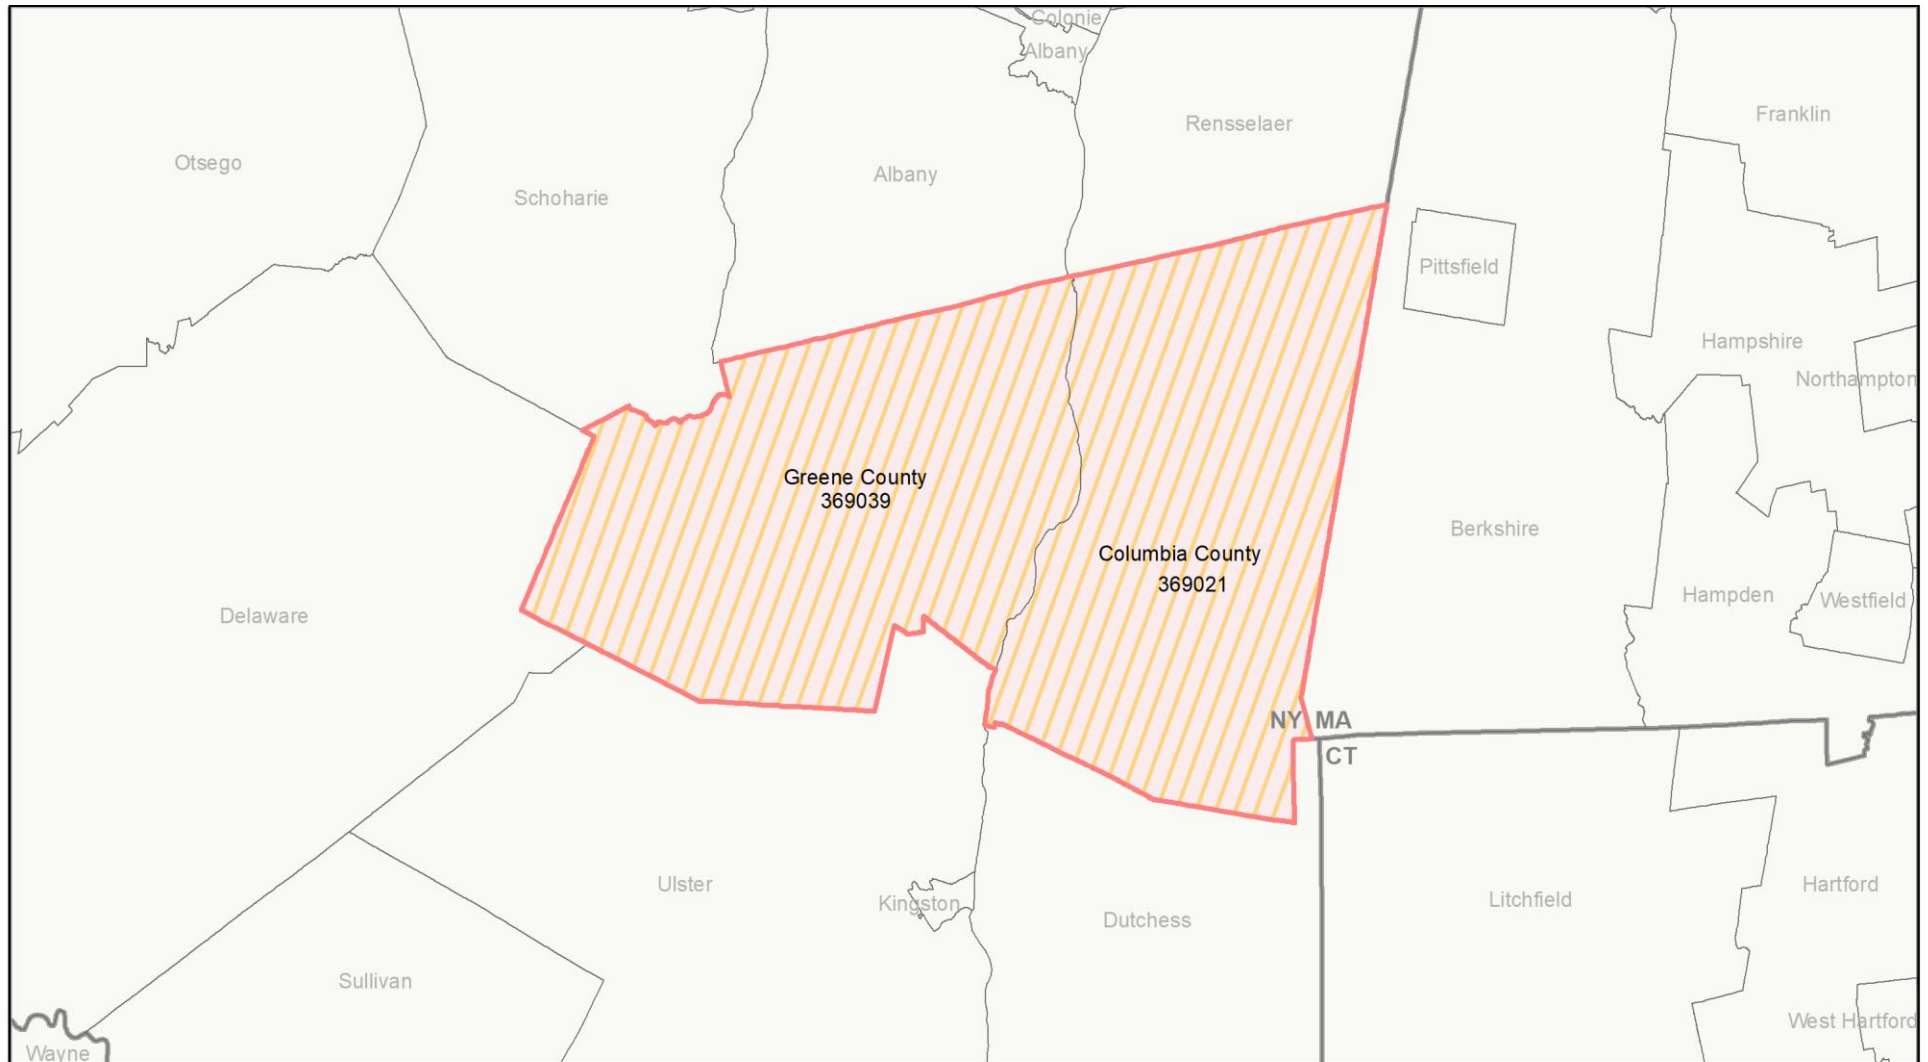 Colonie
Albany
Franklin
Rensselaer
Otsego
Albany
Schoharie
Pittsfield
Hampshire
Northampton
Greene County
369039
Berkshire
Columbia County
369021
Hampden
Westfield
Delaware
NY
MA
CT
Ulster
Hartford
Kingston
Litchfield
Dutchess
Sullivan
West Hartford
Wayne